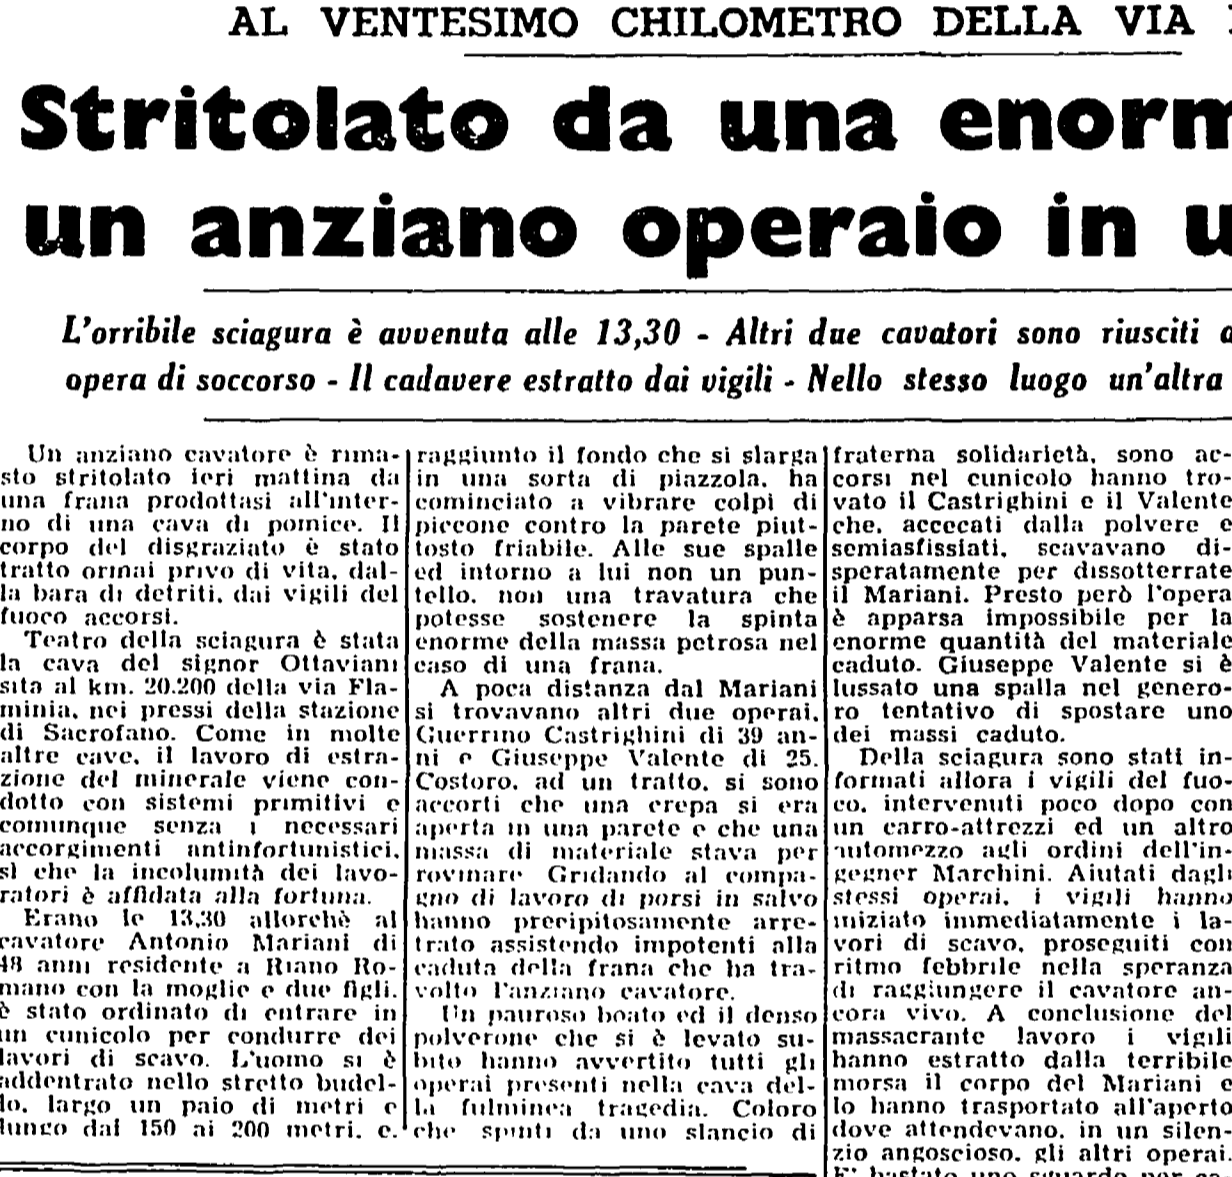 AL VENTESIMO CHILOMETRO DELLA VIA
Stritolato da una enorm
un anziano operaio in u
L'orribile sciagura è avvenuta alle 13,30 - Altri due cavatori sono riusciti a
opera di soccorso - Il cadavere estratto dai vigili - Nello stesso luogo un'altra
Un anziano cavatore è rima-
sto stritolato ieri mattina da
una frana prodottasi all'inter-
no di una cava di pomice. Il
corpo del disgraziato è stato
tratto ormai privo di vita, dal-
la bara di detriti, dai vigili del
fuoco accorsi.
Teatro della sciagura è stata
la cava del signor Ottaviani
sita al km. 20.200 della via Fla-
minia, nei pressi della stazione
di Sacrofano. Come in molte
altre cave, il lavoro di estra-
zione del minerale viene con-
dotto con sistemi primitivi e
comunque senza i necessari
accorgimenti antinfortunistici,
sì che la incolumità dei lavo-
ratori è affidata alla fortuna.
Erano le 13,30 allorchè al
cavatore Antonio Mariani di
48 anni residente a Riano Ro-
mano con la moglie e due figli,
è stato ordinato di entrare in
un cunicolo per condurre dei
lavori di scavo. L'uomo si è
addentrato nello stretto budel-
lo, largo un paio di metri e
lungo dai 150 ai 200 metri, e,
raggiunto il fondo che si slarga
in una sorta di piazzola, ha
cominciato a vibrare colpi di
piccone contro la parete piut-
tosto friabile. Alle sue spalle
ed intorno a lui non un pun-
tello, non una travatura che
potesse sostenere la spinta
enorme della massa petrosa nel
caso di una frana.
A poca distanza dal Mariani
si trovavano altri due operai,
Guerrino Castrighini di 39 an-
ni e Giuseppe Valente di 25.
Costoro, ad un tratto, si sono
accorti che una crepa si era
aperta in una parete e che una
massa di materiale stava per
rovinare Gridando al compa-
gno di lavoro di porsi in salvo
hanno precipitosamente arre-
trato assistendo impotenti alla
caduta della frana che ha tra-
volto l'anziano cavatore.
Un pauroso boato ed il denso
polverone che si è levato su-
bito hanno avvertito tutti gli
operai presenti nella cava del-
la fulminea tragedia. Coloro
che spinti da uno slancio di
fraterna solidarietà, sono ac-
corsi nel cunicolo hanno tro-
vato il Castrighini e il Valente
che, accecati dalla polvere e
semiasfissiati, scavavano di-
speratamente per dissotterrate
il Mariani. Presto però l'opera
è apparsa impossibile per la
enorme quantità del materiale
caduto. Giuseppe Valente si è
lussato una spalla nel genero-
ro tentativo di spostare uno
dei massi caduto.
Della sciagura sono stati in-
formati allora i vigili del fuo-
co, intervenuti poco dopo con
un carro-attrezzi ed un altro
automezzo agli ordini dell'in-
gegner Marchini. Aiutati dagli
stessi operai, i vigili hanno
iniziato immediatamente i la-
vori di scavo, proseguiti con
ritmo febbrile nella speranza
di raggiungere il cavatore an-
cora vivo. A conclusione del
massacrante lavoro i vigili
hanno estratto dalla terribile
morsa il corpo del Mariani e
lo hanno trasportato all'aperto
dove attendevano, in un silen-
zio angoscioso, gli altri operai.
E' bastato uno sguardo per